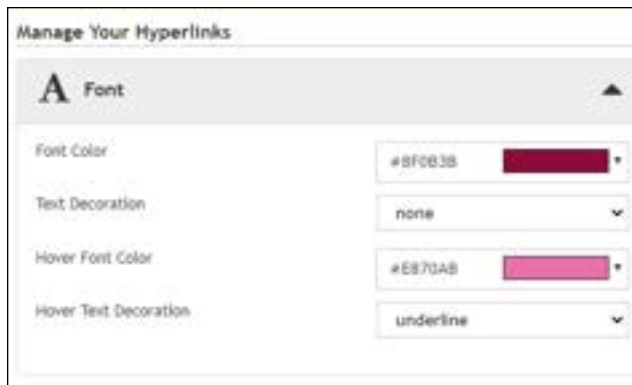 Manage Your Hyperlinks
A Font
Font Color
#8F0B3B
Text Decoration
none
Hover Font Color
#E870AB
Hover Text Decoration
underline